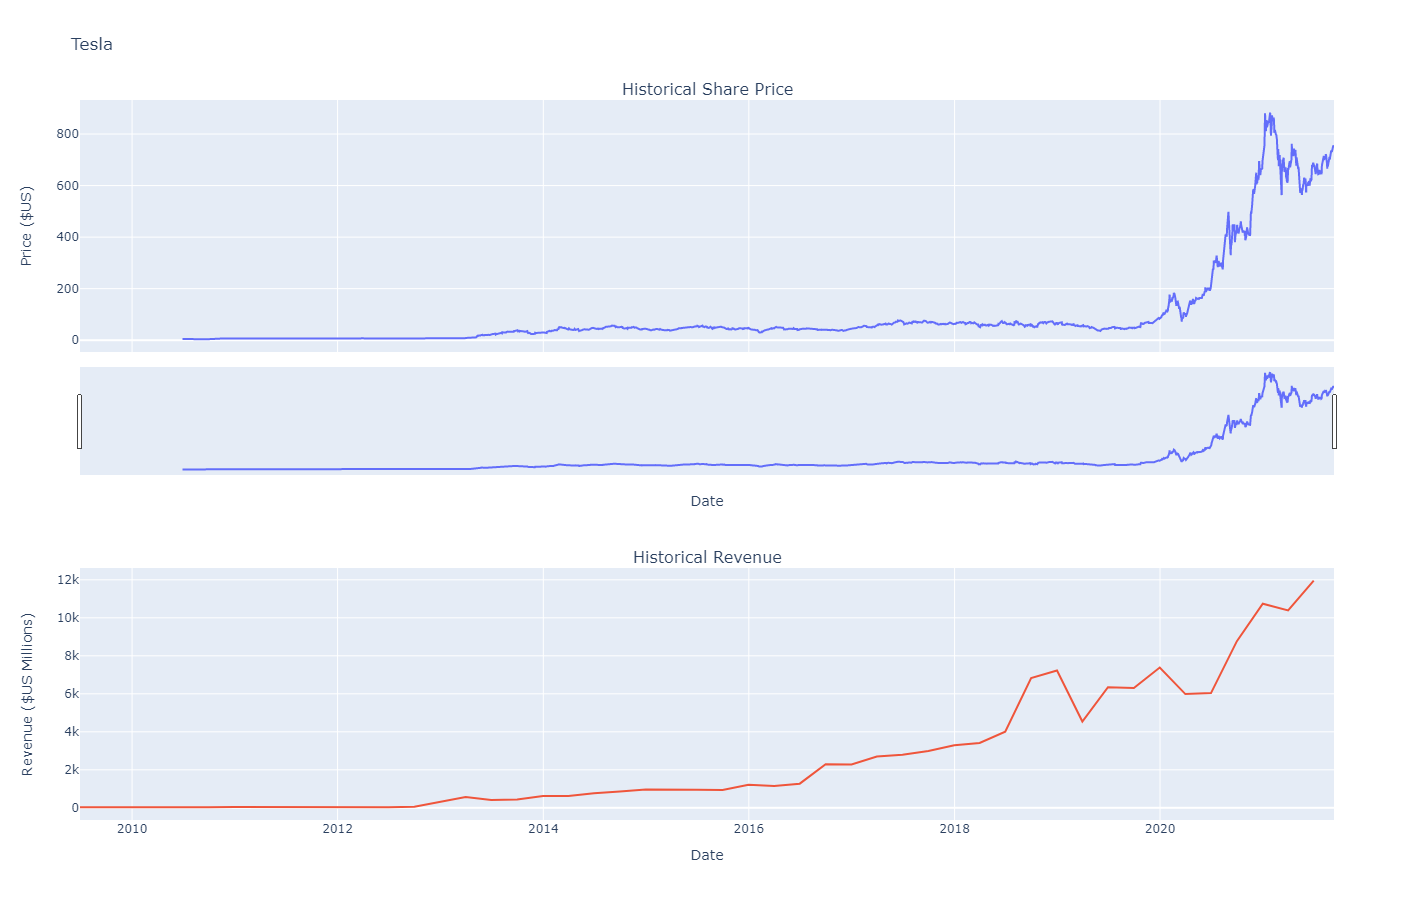 Tesla
Historical Share Price
800
600
400
200
0
Price ($US)
Date
Historical Revenue
12k
10k
8k
6k
4k
2k
0
Revenue ($US Millions)
2010 2012 2014 2016 2018 2020
Date